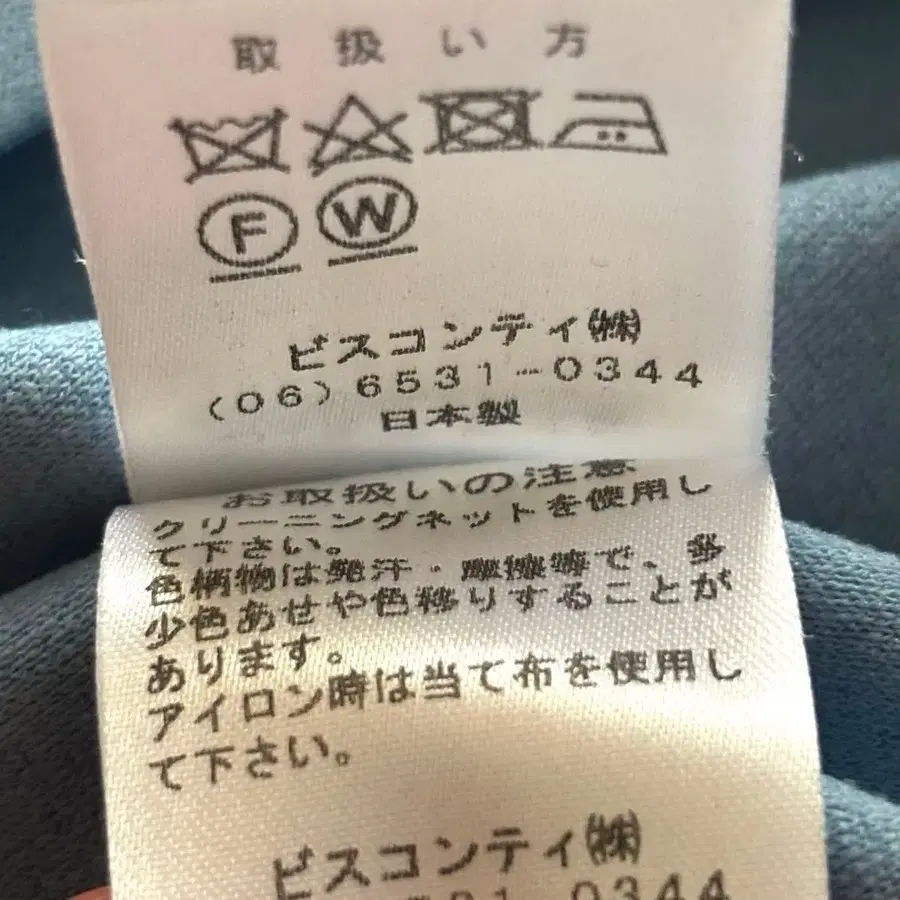 取扱い方
F W
ビスコンティ㈱
(06)6531-0344
日本製
お取扱いの注意
クリーニングネットを使用し
て下さい。
色柄物は発汗・摩擦等で、多
少色あせや色移りすることが
あります。
アイロン時は当て布を使用し
て下さい。
ビスコンティ㈱
0344